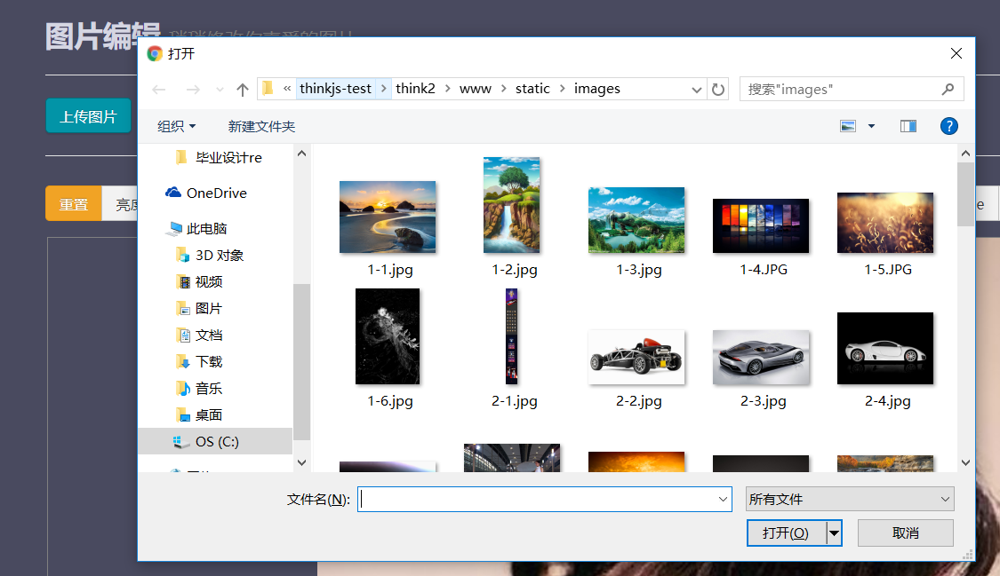 图片编辑
打开
« thinkjs-test › think2 › www › static › images
搜索"images"
上传图片
组织
新建文件夹
重置
亮度
毕业设计re
OneDrive
此电脑
3D 对象
视频
图片
文档
下载
音乐
桌面
OS (C:)
1-1.jpg
1-2.jpg
1-3.jpg
1-4.JPG
1-5.JPG
1-6.jpg
2-1.jpg
2-2.jpg
2-3.jpg
2-4.jpg
e
文件名(N):
所有文件
打开(O)
取消